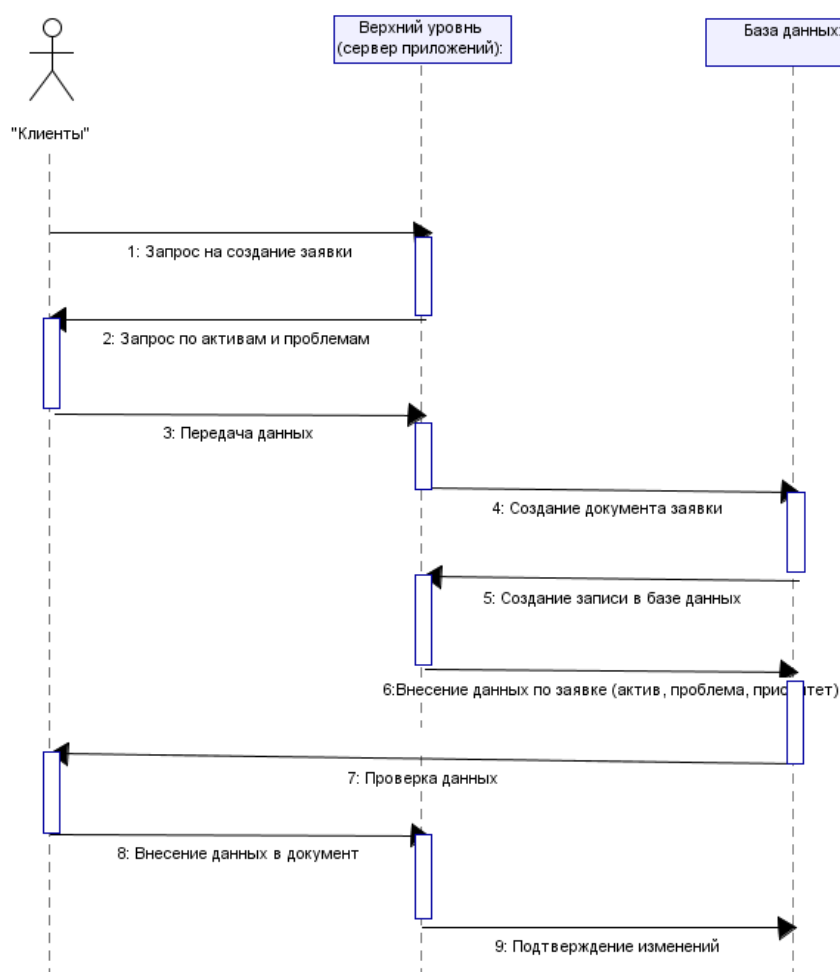 Верхний уровень
(сервер приложений):
База данных:
"Клиенты"
1: Запрос на создание заявки
2: Запрос по активам и проблемам
3: Передача данных
4: Создание документа заявки
5: Создание записи в базе данных
6:Внесение данных по заявке (актив, проблема, приоритет)
7: Проверка данных
8: Внесение данных в документ
9: Подтверждение изменений